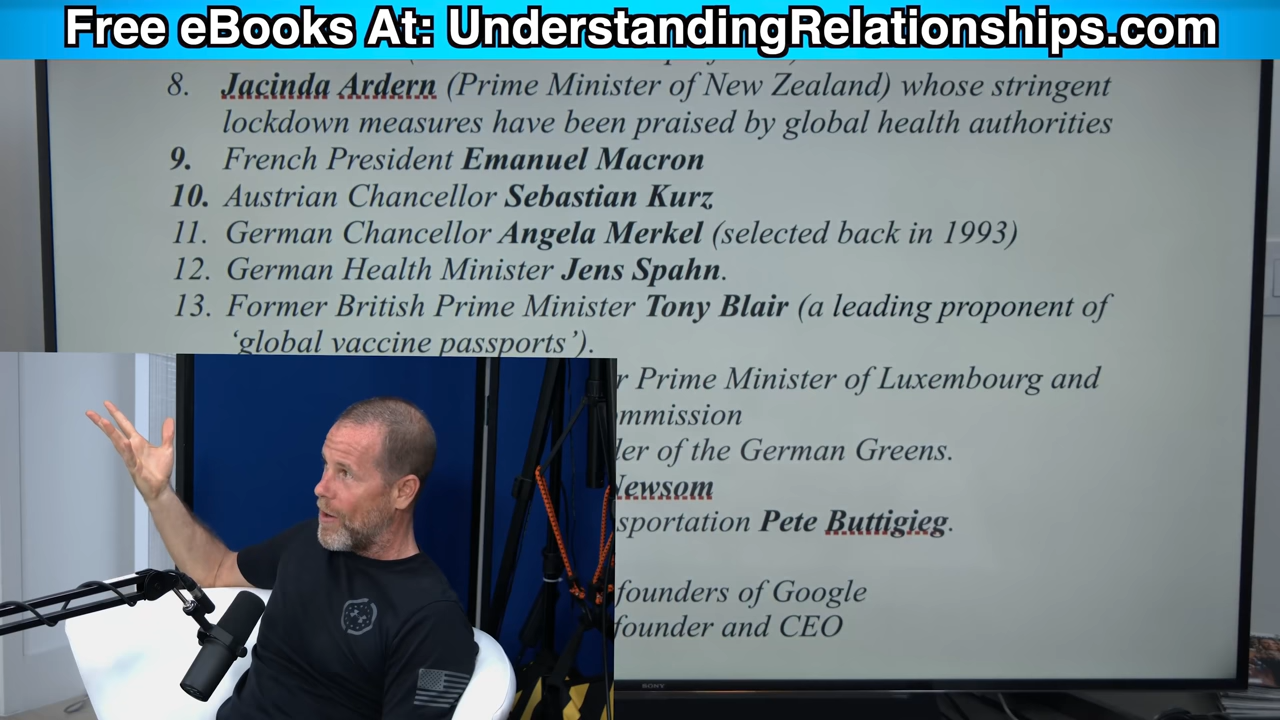 Free eBooks At: UnderstandingRelationships.com
8. Jacinda Ardern (Prime Minister of New Zealand) whose stringent
lockdown measures have been praised by global health authorities
9. French President Emanuel Macron
10. Austrian Chancellor Sebastian Kurz
11. German Chancellor Angela Merkel (selected back in 1993)
12. German Health Minister Jens Spahn.
13. Former British Prime Minister Tony Blair (a leading proponent of
‘global vaccine passports’).
r Prime Minister of Luxembourg and
ommission
der of the German Greens.
Newsom
sportation Pete Buttigieg.
founders of Google
founder and CEO
SONY